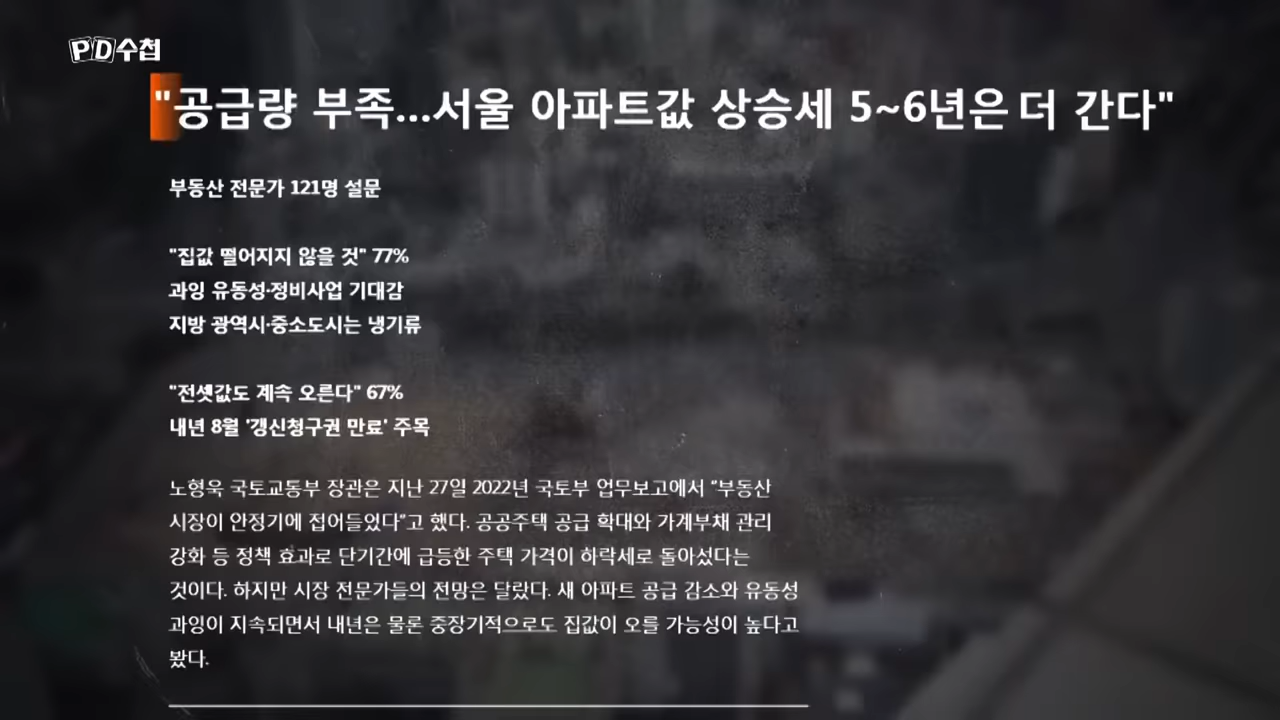 PD수첩
"공급량 부족...서울 아파트값 상승세 5~6년은 더 간다"
부동산 전문가 121명 설문
"집값 떨어지지 않을 것" 77%
과잉 유동성·정비사업 기대감
지방 광역시·중소도시는 냉기류
"전셋값도 계속 오른다" 67%
내년 8월 '갱신청구권 만료' 주목
노형욱 국토교통부 장관은 지난 27일 2022년 국토부 업무보고에서 "부동산
시장이 안정기에 접어들었다"고 했다. 공공주택 공급 확대와 가계부채 관리
강화 등 정책 효과로 단기간에 급등한 주택 가격이 하락세로 돌아섰다는
것이다. 하지만 시장 전문가들의 전망은 달랐다. 새 아파트 공급 감소와 유동성
과잉이 지속되면서 내년은 물론 중장기적으로도 집값이 오를 가능성이 높다고
봤다.